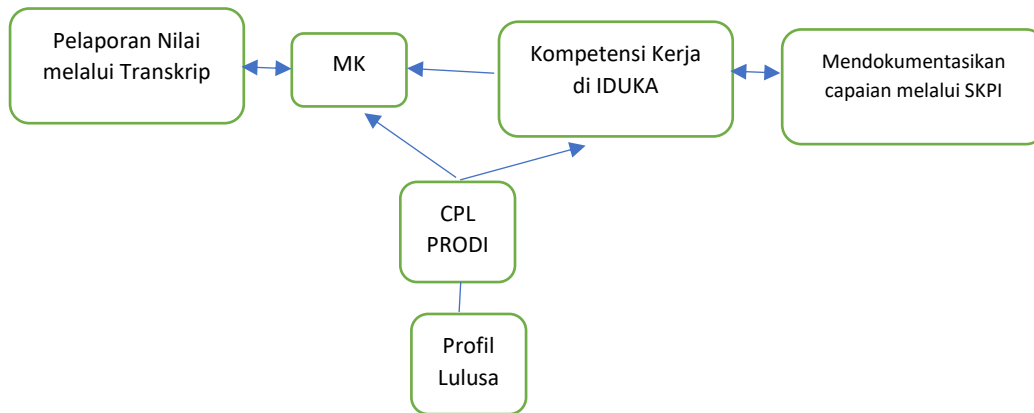 Pelaporan Nilai
melalui Transkrip
MK
Kompetensi Kerja
di IDUKA
Mendokumentasikan
capaian melalui SKPI
CPL
PRODI
Profil
Lulusa